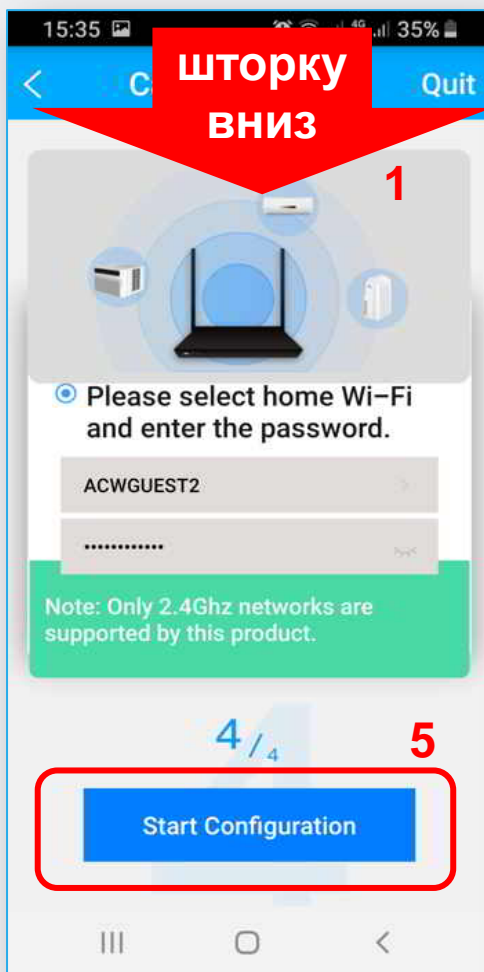 15:35 4G 35%
шторку
вниз
C Quit
1
Please select home Wi–Fi
and enter the password.
ACWGUEST2
••••••••••••
Note: Only 2.4Ghz networks are
supported by this product.
4/4
5
Start Configuration